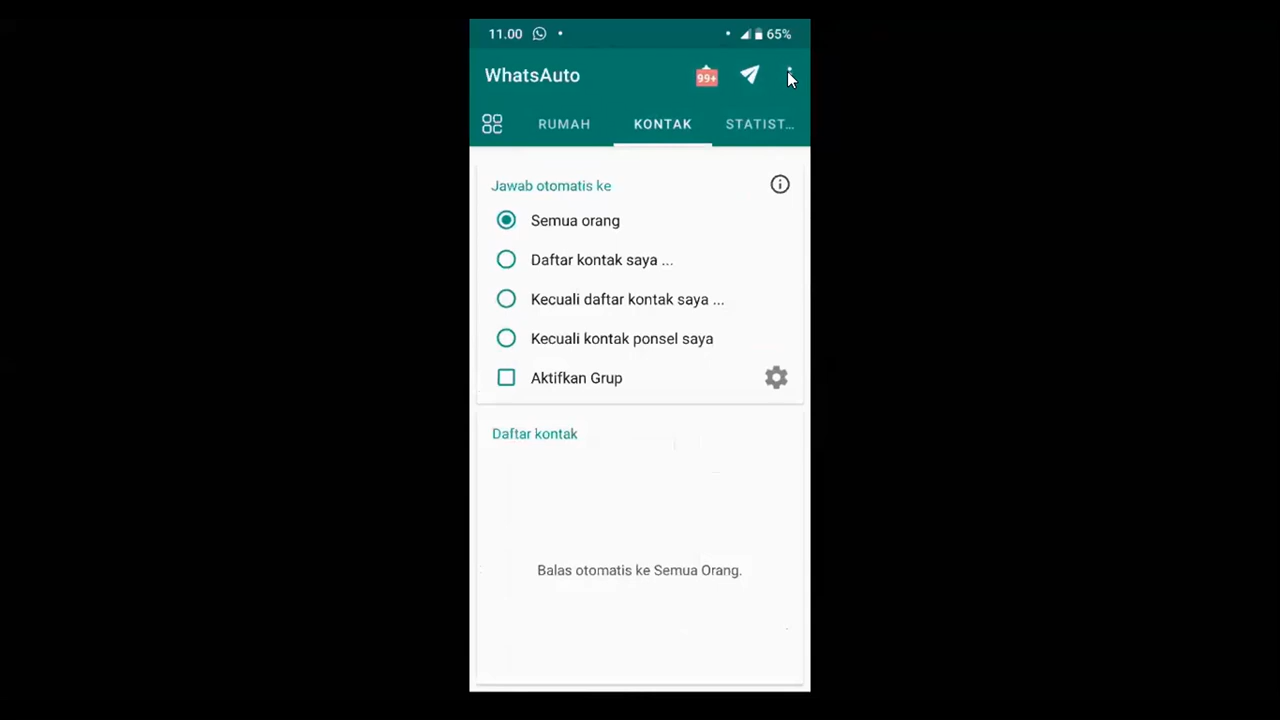 11.00 65%
WhatsAuto 99+
RUMAH KONTAK STATIST...
Jawab otomatis ke
Semua orang
Daftar kontak saya ...
Kecuali daftar kontak saya ...
Kecuali kontak ponsel saya
Aktifkan Grup
Daftar kontak
Balas otomatis ke Semua Orang.